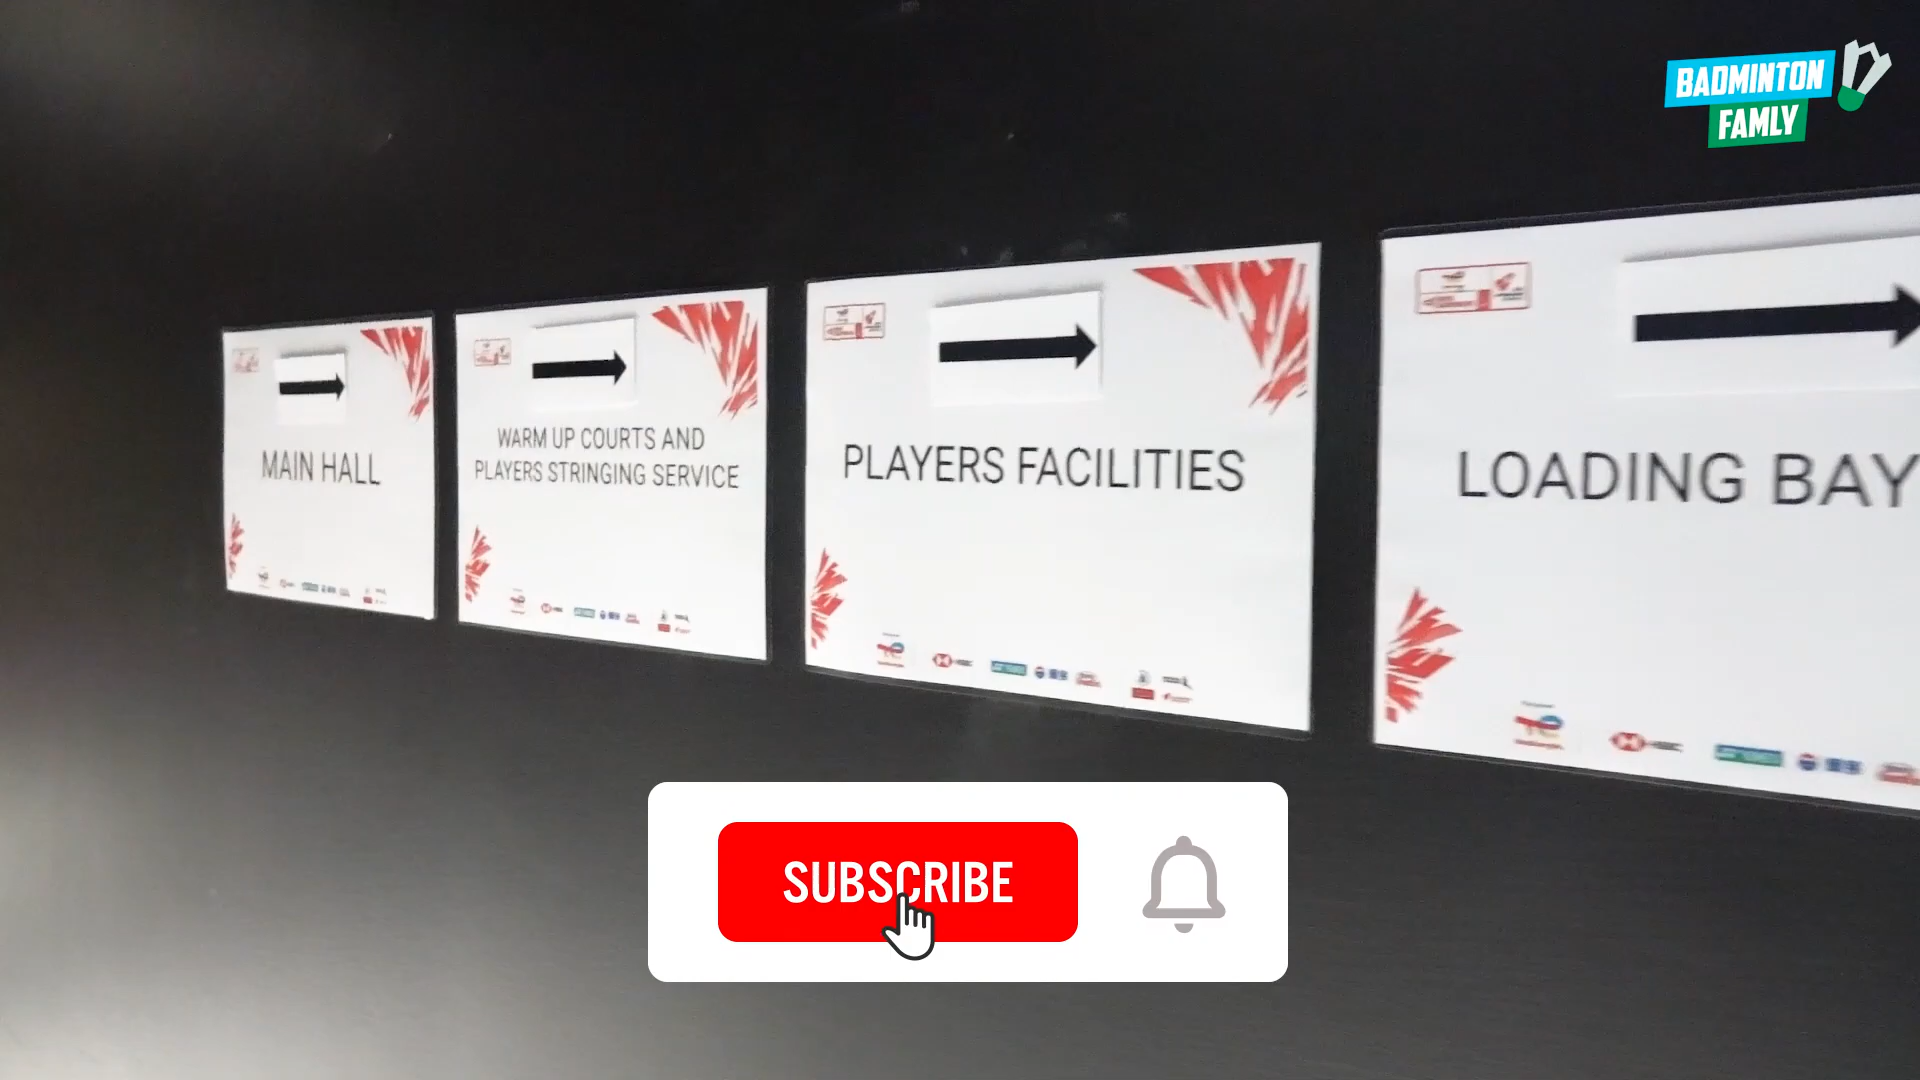 BADMINTON
FAMLY
MAIN HALL
WARM UP COURTS AND
PLAYERS STRINGING SERVICE
PLAYERS FACILITIES
LOADING BAY
SUBSCRIBE